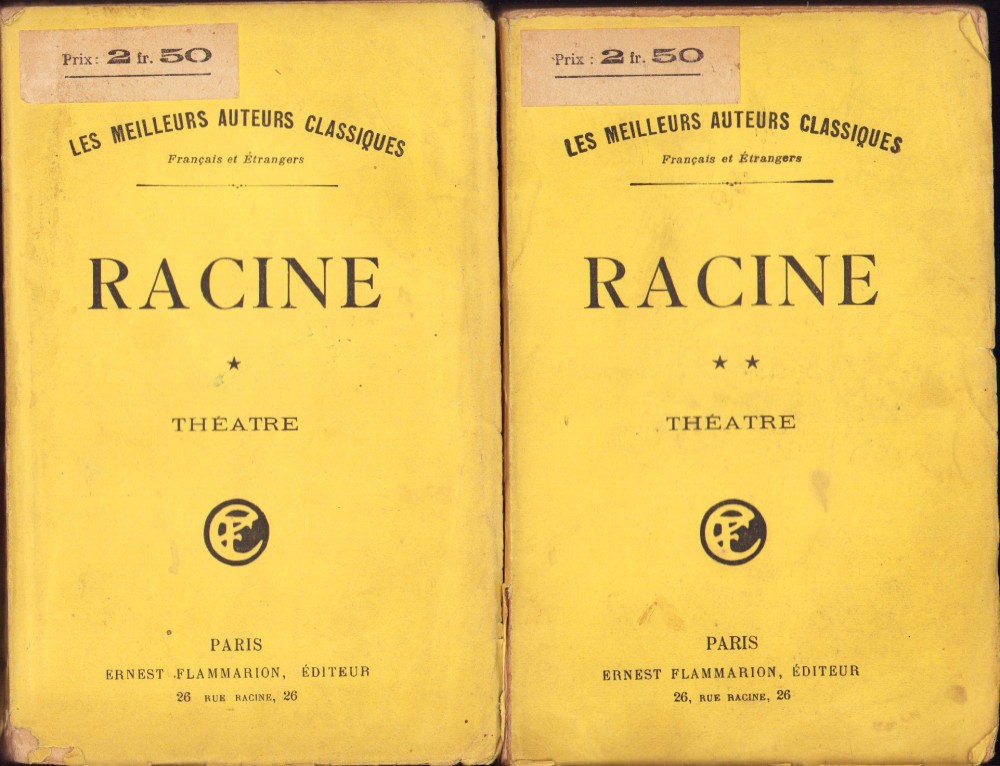 Prix: 2 fr. 50
LES MEILLEURS AUTEURS CLASSIQUES
Français et Étrangers
RACINE
★
THÉATRE
PARIS
ERNEST FLAMMARION, ÉDITEUR
26 RUE RACINE, 26
Prix : 2 fr. 50
LES MEILLEURS AUTEURS CLASSIQUES
Français et Étrangers
RACINE
★ ★
THÉATRE
PARIS
ERNEST FLAMMARION, ÉDITEUR
26, RUE RACINE, 26